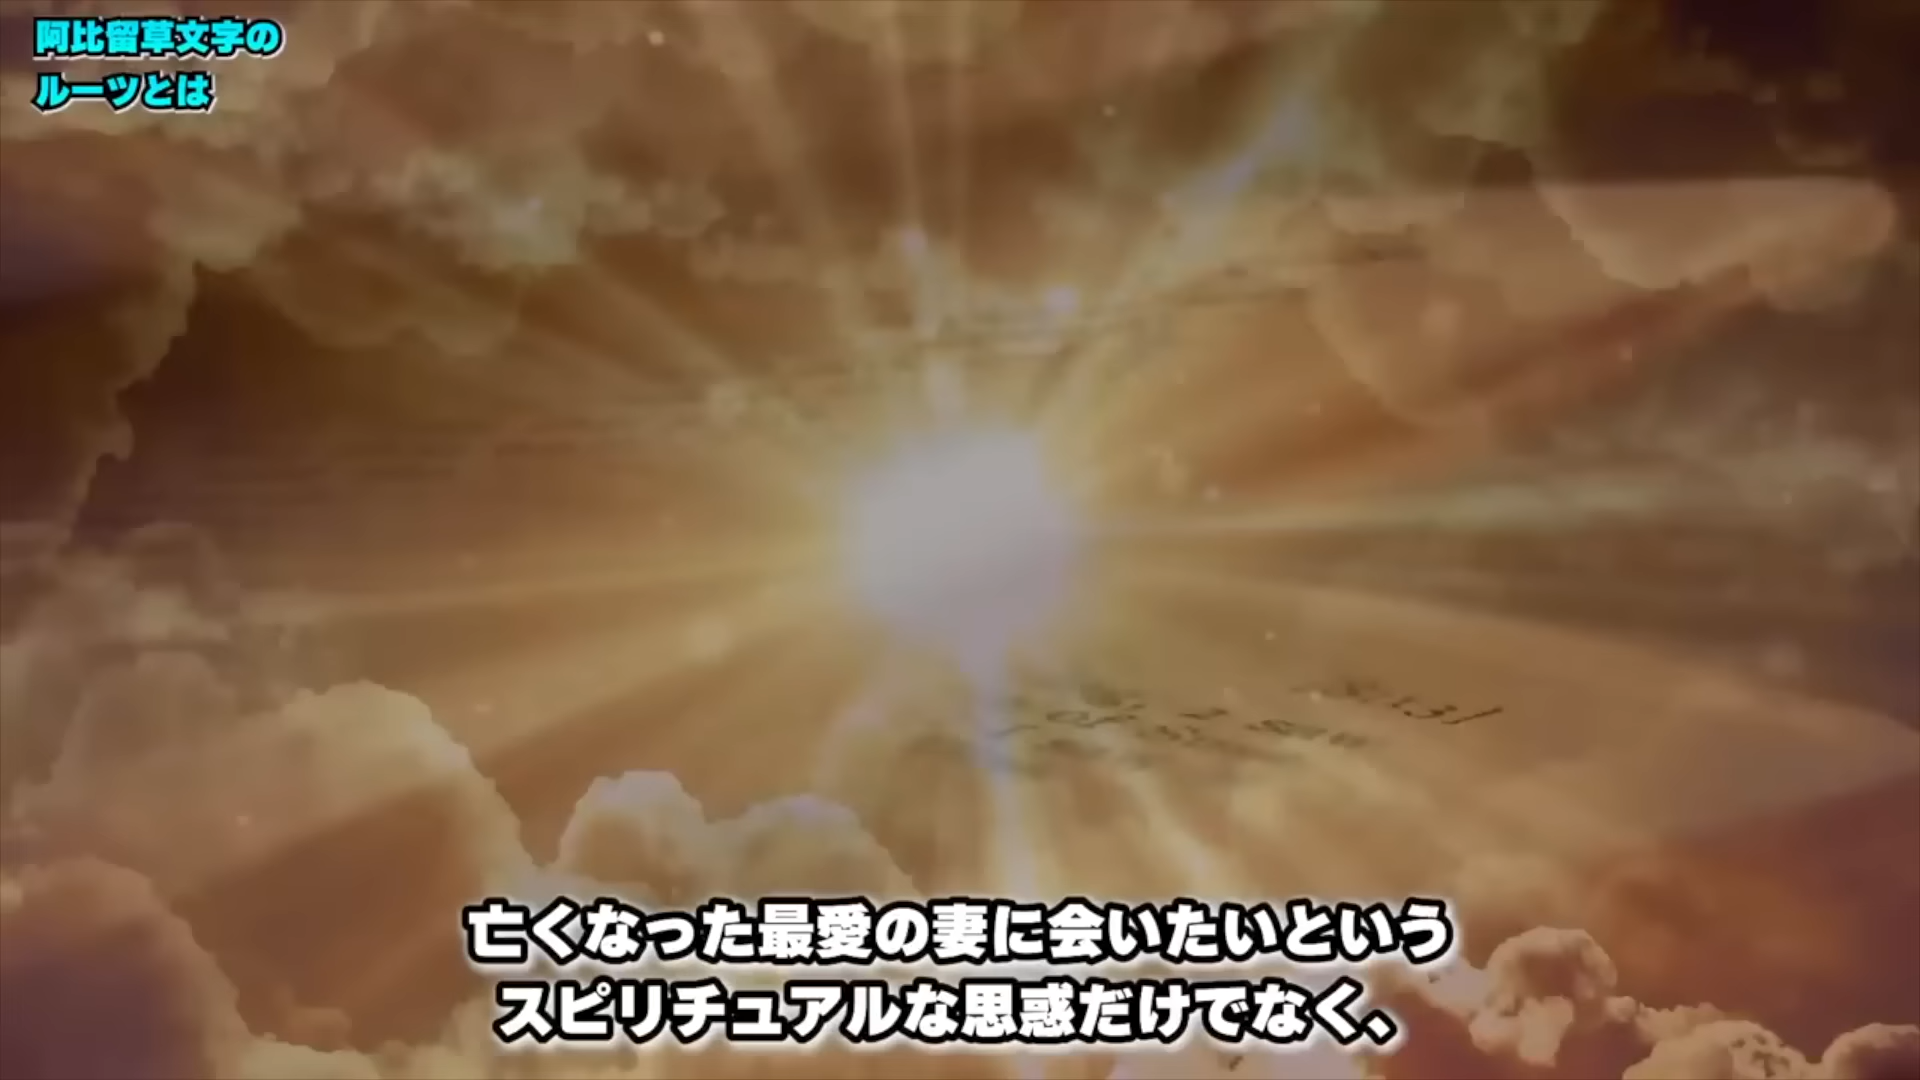 阿比留草文字の
ルーツとは
亡くなった最愛の妻に会いたいという
スピリチュアルな思惑だけでなく、